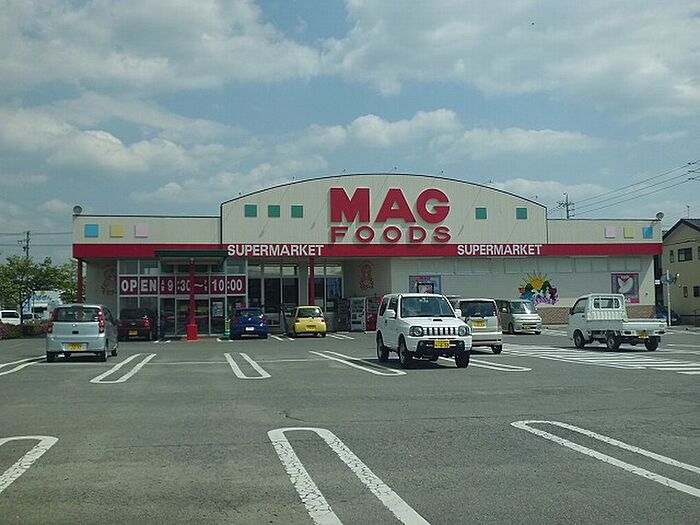 MAG
FOODS
SUPERMARKET SUPERMARKET
OPEN 9:30~10:00